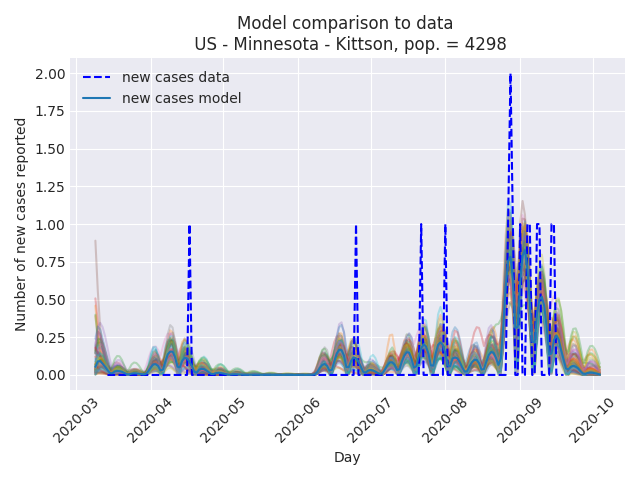 Model comparison to data
US - Minnesota - Kittson, pop. = 4298
new cases data
new cases model
Number of new cases reported
2.00
1.75
1.50
1.25
1.00
0.75
0.50
0.25
0.00
2020-03
2020-04
2020-05
2020-06
2020-07
2020-08
2020-09
2020-10
Day